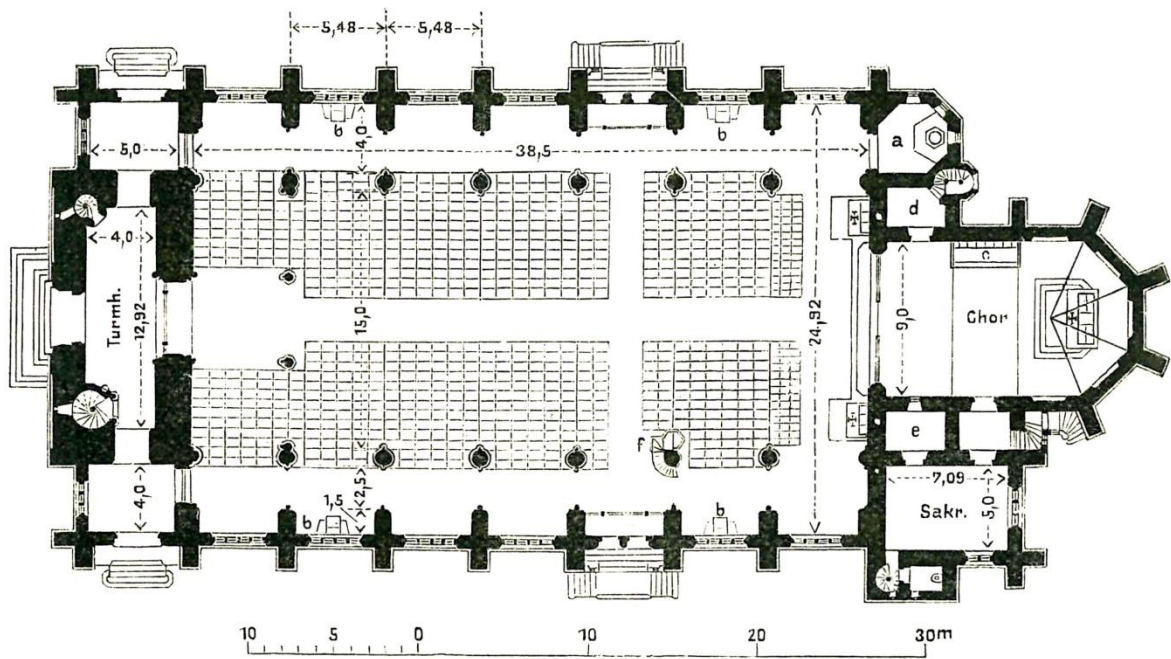 5,48 5,48
b b
4,0
5,0 38,5 a
d
4,0 c
Turmh. 12,92 15,0 24,92 9,0 Chor
f e
4,0 2,5 7,09
1,5 5,0
b b Sakr.
10 5 0 10 20 30m